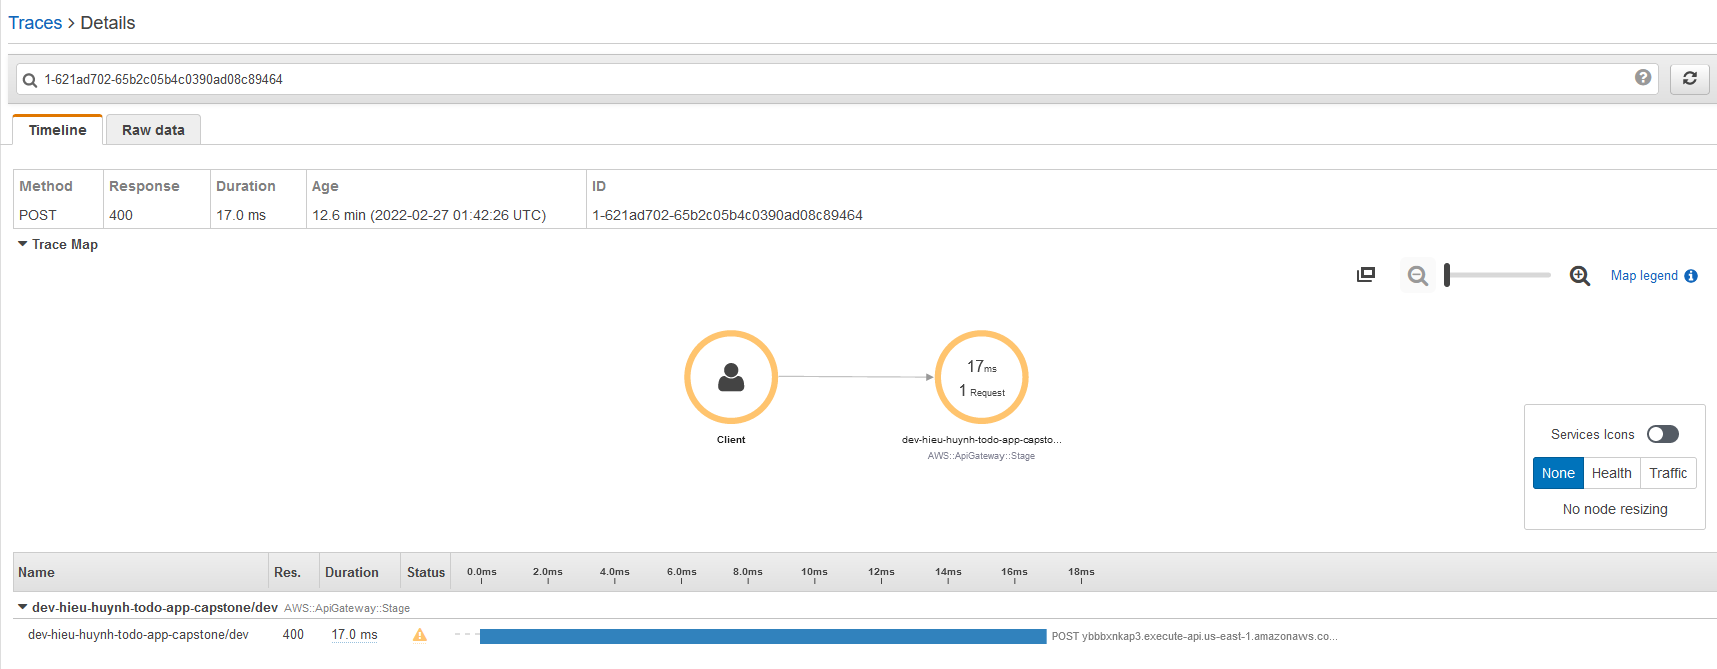 Traces > Details
1-621ad702-65b2c05b4c0390ad08c89464
Timeline Raw data
Method Response Duration Age ID
POST 400 17.0 ms 12.6 min (2022-02-27 01:42:26 UTC) 1-621ad702-65b2c05b4c0390ad08c89464
Trace Map
Map legend
17ms
1 Request
Client
dev-hieu-huynh-todo-app-capsto...
AWS::ApiGateway::Stage
Services Icons
None Health Traffic
No node resizing
Name Res. Duration Status 0.0ms 2.0ms 4.0ms 6.0ms 8.0ms 10ms 12ms 14ms 16ms 18ms
dev-hieu-huynh-todo-app-capstone/dev AWS::ApiGateway::Stage
dev-hieu-huynh-todo-app-capstone/dev 400 17.0 ms POST ybbbxnkap3.execute-api.us-east-1.amazonaws.co...